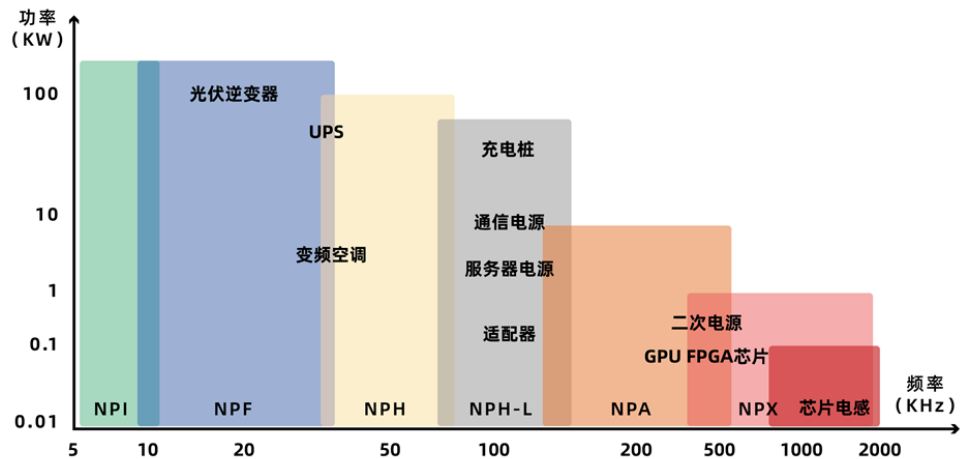 功率
(KW)
100
10
1
0.1
0.01
光伏逆变器
UPS
变频空调
充电桩
通信电源
服务器电源
适配器
二次电源
GPU FPGA芯片
NPI
NPF
NPH
NPH-L
NPA
NPX
芯片电感
频率
(KHz)
5
10
20
50
100
200
500
1000
2000